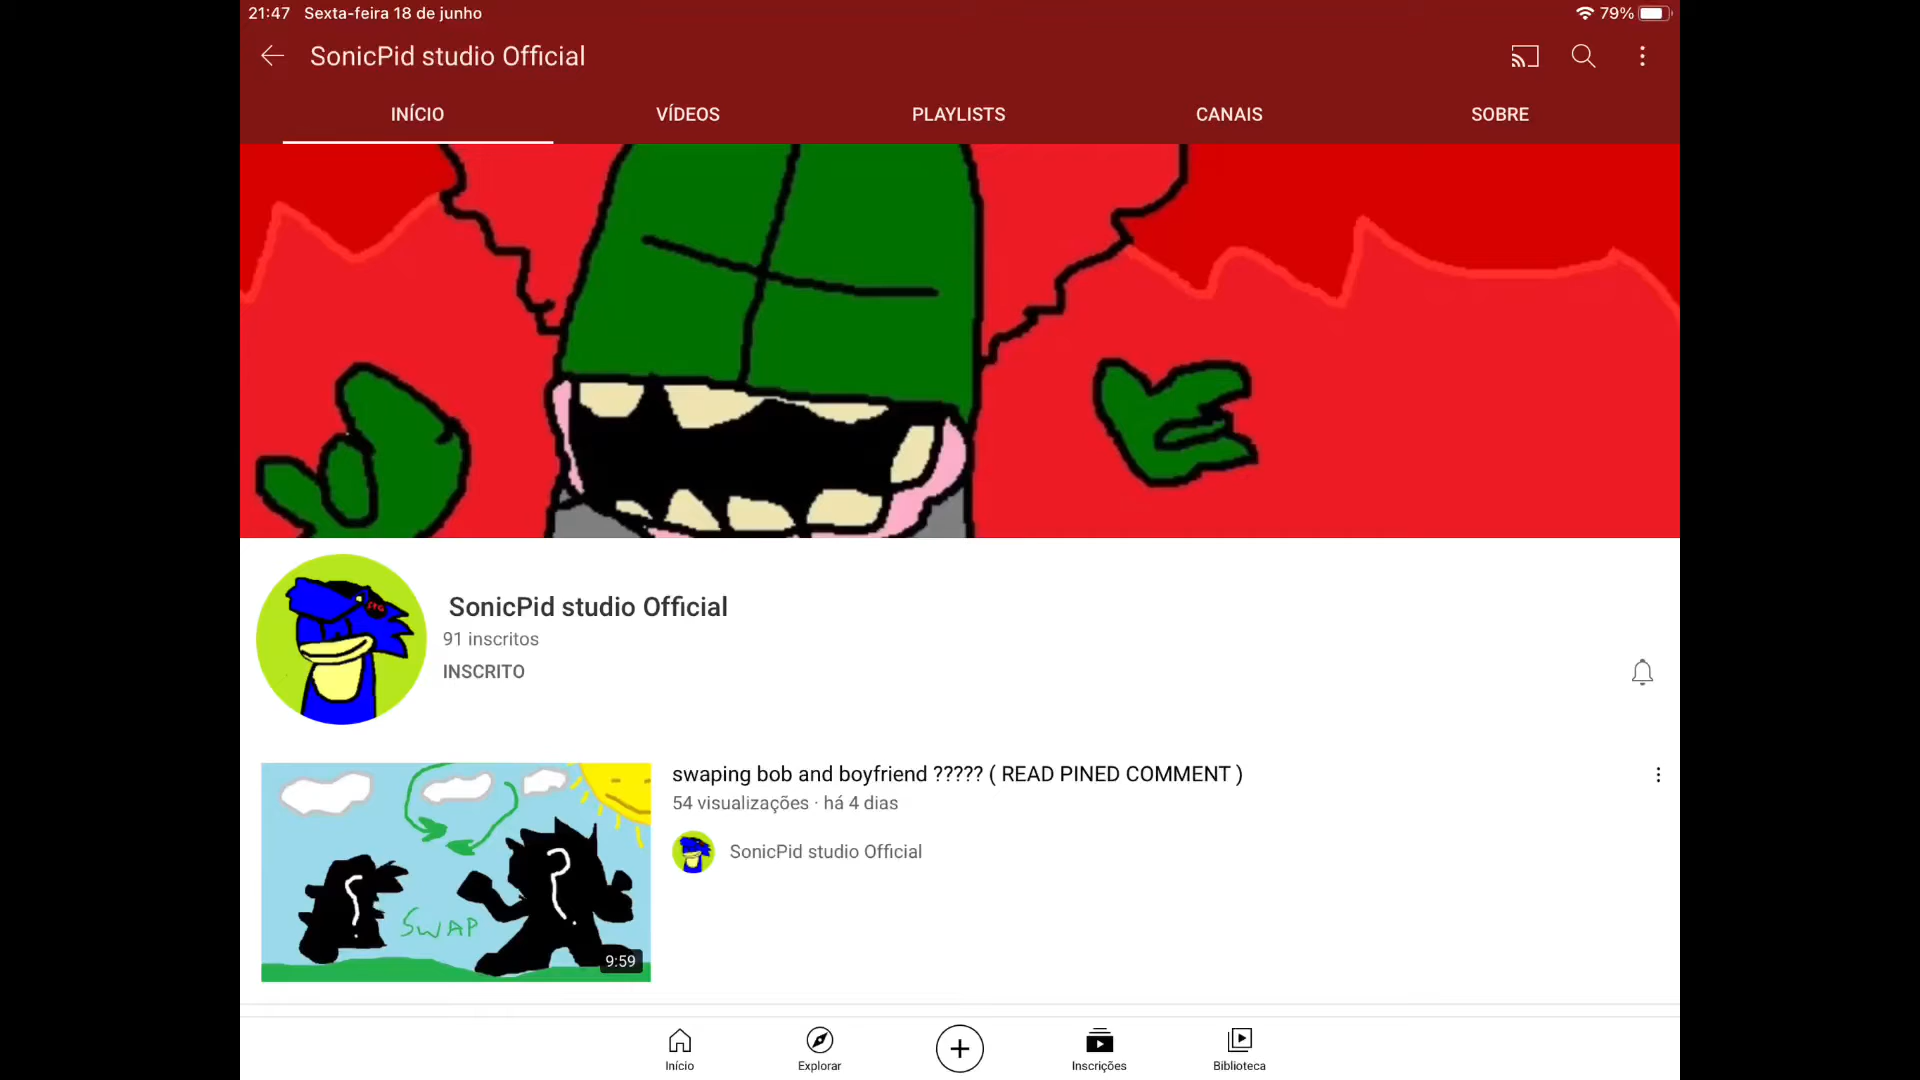 21:47 Sexta-feira 18 de junho 79%
SonicPid studio Official
INÍCIO VÍDEOS PLAYLISTS CANAIS SOBRE
SonicPid studio Official
91 inscritos
INSCRITO
swaping bob and boyfriend ????? ( READ PINED COMMENT )
54 visualizações · há 4 dias
SonicPid studio Official
? SWAP ?
9:59
Início Explorar Inscrições Biblioteca